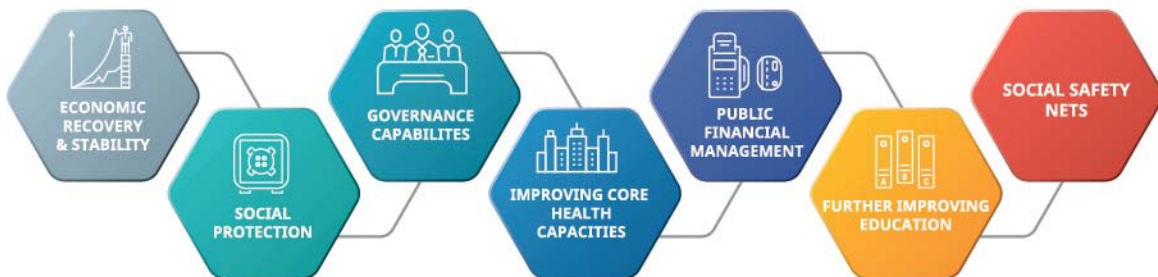 ECONOMIC
RECOVERY
& STABILITY
SOCIAL
PROTECTION
GOVERNANCE
CAPABILITES
IMPROVING CORE
HEALTH
CAPACITIES
PUBLIC
FINANCIAL
MANAGEMENT
A B C
FURTHER IMPROVING
EDUCATION
SOCIAL SAFETY
NETS